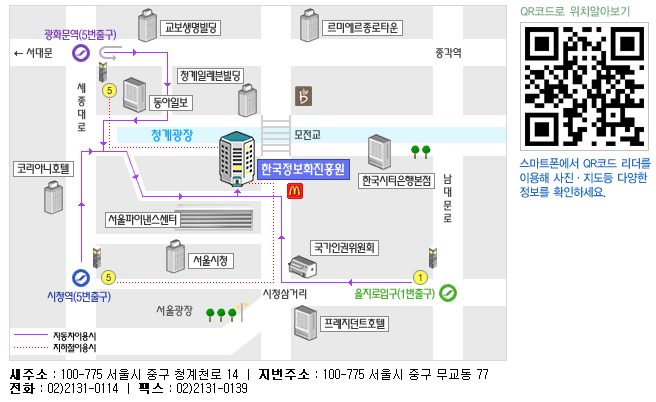 QR코드로 위치알아보기
교보생명빌딩
르미에르종로타운
광화문역(5번출구)
← 서대문
종각역
청계일레븐빌딩
5
동아일보
세종대로
청계광장
모전교
코리아나호텔
한국정보화진흥원
한국시티은행본점
남대문로
스마트폰에서 QR코드 리더를
이용해 사진 · 지도등 다양한
정보를 확인하세요.
서울파이낸스센터
국가인권위원회
서울시청
5
1
시청역(5번출구)
시청삼거리
을지로입구(1번출구)
서울광장
프레지던트호텔
자동차이용시
지하철이용시
새주소 : 100-775 서울시 중구 청계천로 14 ㅣ 지번주소 : 100-775 서울시 중구 무교동 77
전화 : 02)2131-0114 ㅣ 팩스 : 02)2131-0139